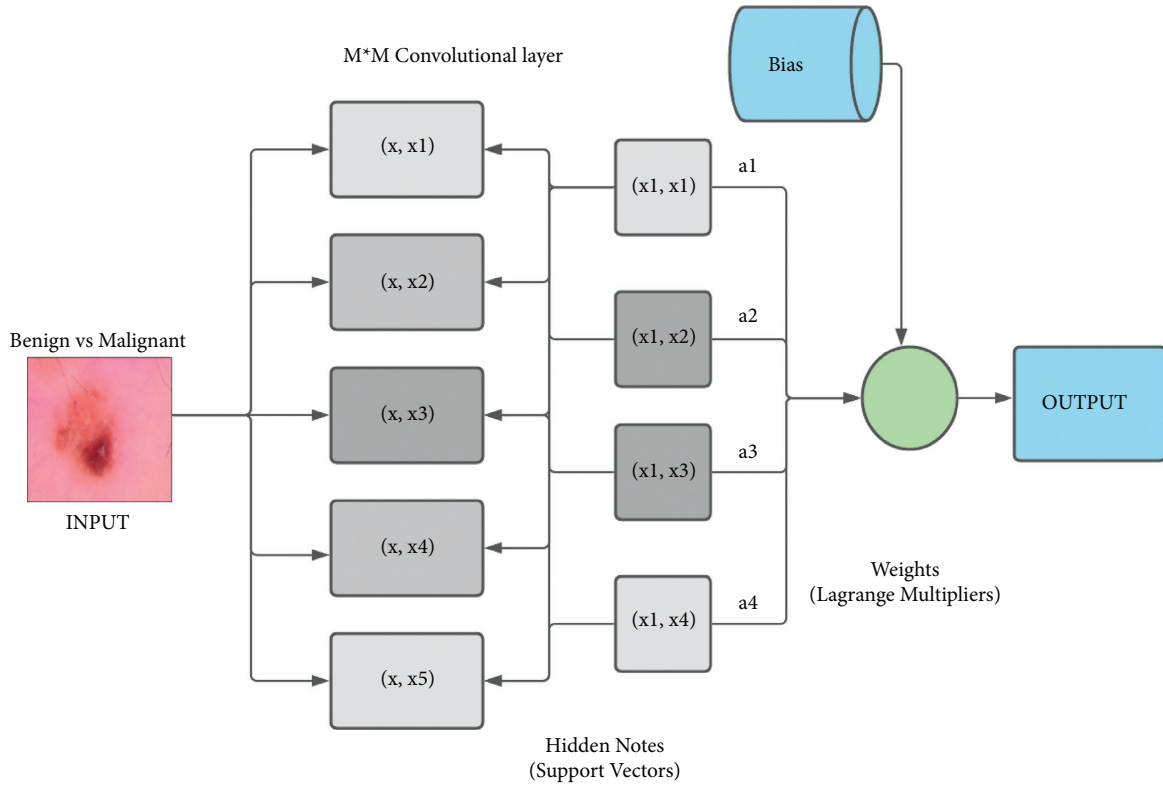 M*M Convolutional layer
Bias
(x, x1)
(x, x2)
(x, x3)
(x, x4)
(x, x5)
(x1, x1)
(x1, x2)
(x1, x3)
(x1, x4)
a1
a2
a3
a4
Benign vs Malignant
INPUT
OUTPUT
Weights
(Lagrange Multipliers)
Hidden Notes
(Support Vectors)